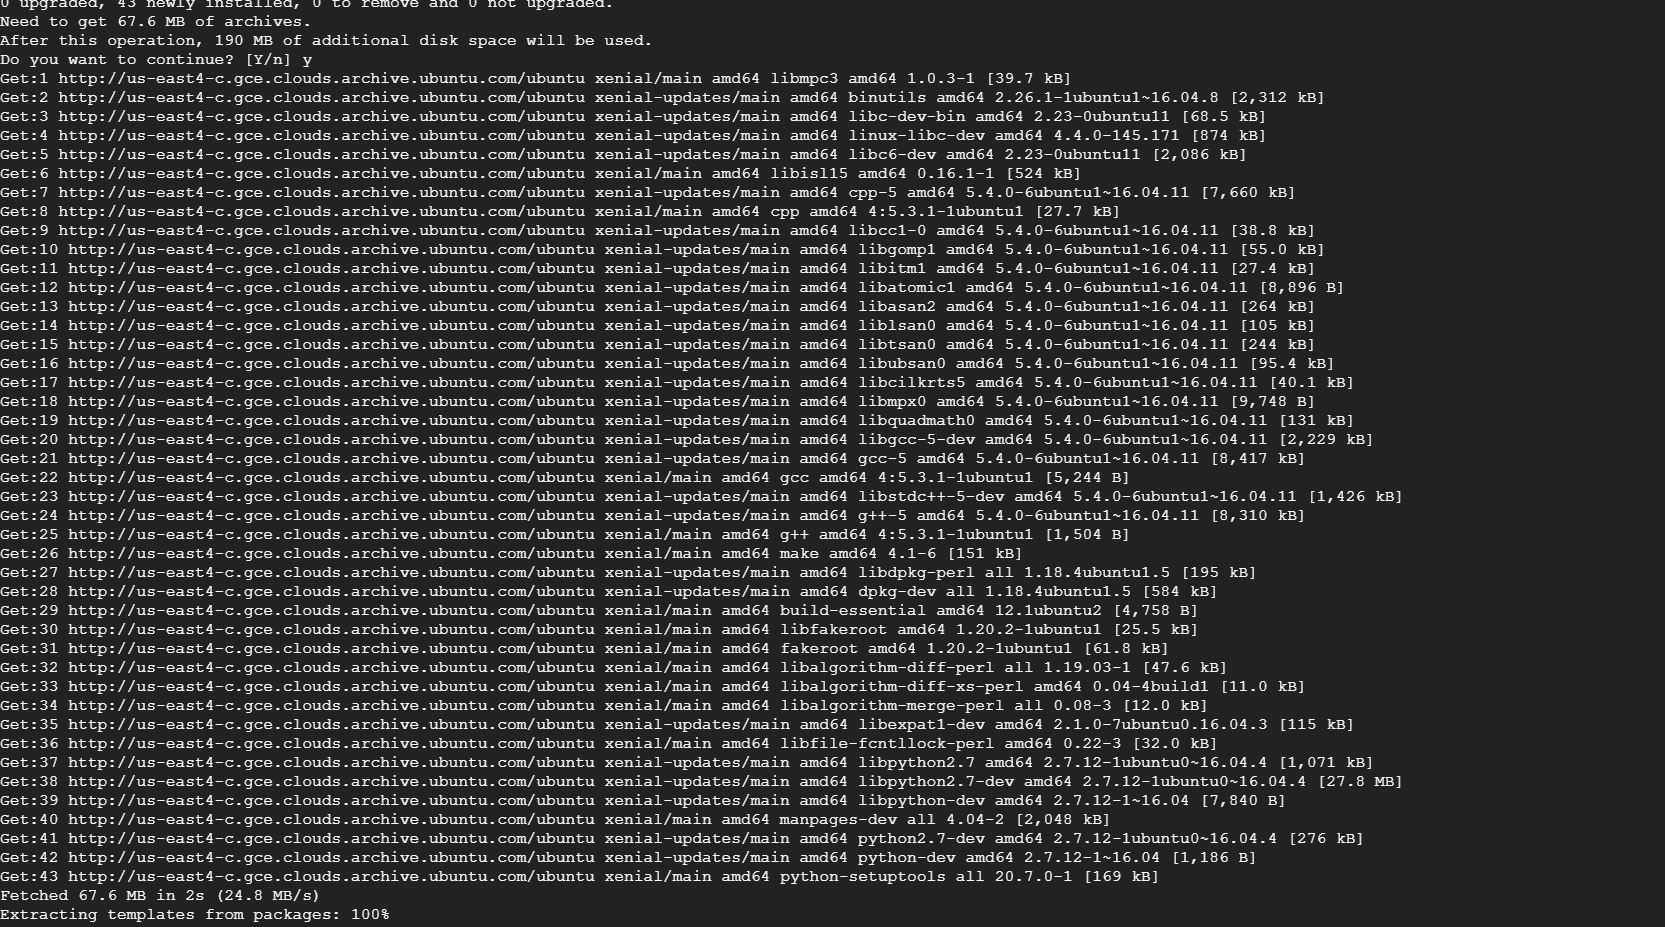 0 upgraded, 43 newly installed, 0 to remove and 0 not upgraded.
Need to get 67.6 MB of archives.
After this operation, 190 MB of additional disk space will be used.
Do you want to continue? [Y/n] y
Get:1 http://us-east4-c.gce.clouds.archive.ubuntu.com/ubuntu xenial/main amd64 libmpc3 amd64 1.0.3-1 [39.7 kB]
Get:2 http://us-east4-c.gce.clouds.archive.ubuntu.com/ubuntu xenial-updates/main amd64 binutils amd64 2.26.1-1ubuntu1~16.04.8 [2,312 kB]
Get:3 http://us-east4-c.gce.clouds.archive.ubuntu.com/ubuntu xenial-updates/main amd64 libc-dev-bin amd64 2.23-0ubuntu11 [68.5 kB]
Get:4 http://us-east4-c.gce.clouds.archive.ubuntu.com/ubuntu xenial-updates/main amd64 linux-libc-dev amd64 4.4.0-145.171 [874 kB]
Get:5 http://us-east4-c.gce.clouds.archive.ubuntu.com/ubuntu xenial-updates/main amd64 libc6-dev amd64 2.23-0ubuntu11 [2,086 kB]
Get:6 http://us-east4-c.gce.clouds.archive.ubuntu.com/ubuntu xenial/main amd64 libisl15 amd64 0.16.1-1 [524 kB]
Get:7 http://us-east4-c.gce.clouds.archive.ubuntu.com/ubuntu xenial-updates/main amd64 cpp-5 amd64 5.4.0-6ubuntu1~16.04.11 [7,660 kB]
Get:8 http://us-east4-c.gce.clouds.archive.ubuntu.com/ubuntu xenial/main amd64 cpp amd64 4:5.3.1-1ubuntu1 [27.7 kB]
Get:9 http://us-east4-c.gce.clouds.archive.ubuntu.com/ubuntu xenial-updates/main amd64 libcc1-0 amd64 5.4.0-6ubuntu1~16.04.11 [38.8 kB]
Get:10 http://us-east4-c.gce.clouds.archive.ubuntu.com/ubuntu xenial-updates/main amd64 libgomp1 amd64 5.4.0-6ubuntu1~16.04.11 [55.0 kB]
Get:11 http://us-east4-c.gce.clouds.archive.ubuntu.com/ubuntu xenial-updates/main amd64 libitm1 amd64 5.4.0-6ubuntu1~16.04.11 [27.4 kB]
Get:12 http://us-east4-c.gce.clouds.archive.ubuntu.com/ubuntu xenial-updates/main amd64 libatomic1 amd64 5.4.0-6ubuntu1~16.04.11 [8,896 B]
Get:13 http://us-east4-c.gce.clouds.archive.ubuntu.com/ubuntu xenial-updates/main amd64 libasan2 amd64 5.4.0-6ubuntu1~16.04.11 [264 kB]
Get:14 http://us-east4-c.gce.clouds.archive.ubuntu.com/ubuntu xenial-updates/main amd64 liblsan0 amd64 5.4.0-6ubuntu1~16.04.11 [105 kB]
Get:15 http://us-east4-c.gce.clouds.archive.ubuntu.com/ubuntu xenial-updates/main amd64 libtsan0 amd64 5.4.0-6ubuntu1~16.04.11 [244 kB]
Get:16 http://us-east4-c.gce.clouds.archive.ubuntu.com/ubuntu xenial-updates/main amd64 libubsan0 amd64 5.4.0-6ubuntu1~16.04.11 [95.4 kB]
Get:17 http://us-east4-c.gce.clouds.archive.ubuntu.com/ubuntu xenial-updates/main amd64 libcilkrts5 amd64 5.4.0-6ubuntu1~16.04.11 [40.1 kB]
Get:18 http://us-east4-c.gce.clouds.archive.ubuntu.com/ubuntu xenial-updates/main amd64 libmpx0 amd64 5.4.0-6ubuntu1~16.04.11 [9,748 B]
Get:19 http://us-east4-c.gce.clouds.archive.ubuntu.com/ubuntu xenial-updates/main amd64 libquadmath0 amd64 5.4.0-6ubuntu1~16.04.11 [131 kB]
Get:20 http://us-east4-c.gce.clouds.archive.ubuntu.com/ubuntu xenial-updates/main amd64 libgcc-5-dev amd64 5.4.0-6ubuntu1~16.04.11 [2,229 kB]
Get:21 http://us-east4-c.gce.clouds.archive.ubuntu.com/ubuntu xenial-updates/main amd64 gcc-5 amd64 5.4.0-6ubuntu1~16.04.11 [8,417 kB]
Get:22 http://us-east4-c.gce.clouds.archive.ubuntu.com/ubuntu xenial/main amd64 gcc amd64 4:5.3.1-1ubuntu1 [5,244 B]
Get:23 http://us-east4-c.gce.clouds.archive.ubuntu.com/ubuntu xenial-updates/main amd64 libstdc++-5-dev amd64 5.4.0-6ubuntu1~16.04.11 [1,426 kB]
Get:24 http://us-east4-c.gce.clouds.archive.ubuntu.com/ubuntu xenial-updates/main amd64 g++-5 amd64 5.4.0-6ubuntu1~16.04.11 [8,310 kB]
Get:25 http://us-east4-c.gce.clouds.archive.ubuntu.com/ubuntu xenial/main amd64 g++ amd64 4:5.3.1-1ubuntu1 [1,504 B]
Get:26 http://us-east4-c.gce.clouds.archive.ubuntu.com/ubuntu xenial/main amd64 make amd64 4.1-6 [151 kB]
Get:27 http://us-east4-c.gce.clouds.archive.ubuntu.com/ubuntu xenial-updates/main amd64 libdpkg-perl all 1.18.4ubuntu1.5 [195 kB]
Get:28 http://us-east4-c.gce.clouds.archive.ubuntu.com/ubuntu xenial-updates/main amd64 dpkg-dev all 1.18.4ubuntu1.5 [584 kB]
Get:29 http://us-east4-c.gce.clouds.archive.ubuntu.com/ubuntu xenial/main amd64 build-essential amd64 12.1ubuntu2 [4,758 B]
Get:30 http://us-east4-c.gce.clouds.archive.ubuntu.com/ubuntu xenial/main amd64 libfakeroot amd64 1.20.2-1ubuntu1 [25.5 kB]
Get:31 http://us-east4-c.gce.clouds.archive.ubuntu.com/ubuntu xenial/main amd64 fakeroot amd64 1.20.2-1ubuntu1 [61.8 kB]
Get:32 http://us-east4-c.gce.clouds.archive.ubuntu.com/ubuntu xenial/main amd64 libalgorithm-diff-perl all 1.19.03-1 [47.6 kB]
Get:33 http://us-east4-c.gce.clouds.archive.ubuntu.com/ubuntu xenial/main amd64 libalgorithm-diff-xs-perl amd64 0.04-4build1 [11.0 kB]
Get:34 http://us-east4-c.gce.clouds.archive.ubuntu.com/ubuntu xenial/main amd64 libalgorithm-merge-perl all 0.08-3 [12.0 kB]
Get:35 http://us-east4-c.gce.clouds.archive.ubuntu.com/ubuntu xenial-updates/main amd64 libexpat1-dev amd64 2.1.0-7ubuntu0.16.04.3 [115 kB]
Get:36 http://us-east4-c.gce.clouds.archive.ubuntu.com/ubuntu xenial/main amd64 libfile-fcntllock-perl amd64 0.22-3 [32.0 kB]
Get:37 http://us-east4-c.gce.clouds.archive.ubuntu.com/ubuntu xenial-updates/main amd64 libpython2.7 amd64 2.7.12-1ubuntu0~16.04.4 [1,071 kB]
Get:38 http://us-east4-c.gce.clouds.archive.ubuntu.com/ubuntu xenial-updates/main amd64 libpython2.7-dev amd64 2.7.12-1ubuntu0~16.04.4 [27.8 MB]
Get:39 http://us-east4-c.gce.clouds.archive.ubuntu.com/ubuntu xenial-updates/main amd64 libpython-dev amd64 2.7.12-1~16.04 [7,840 B]
Get:40 http://us-east4-c.gce.clouds.archive.ubuntu.com/ubuntu xenial/main amd64 manpages-dev all 4.04-2 [2,048 kB]
Get:41 http://us-east4-c.gce.clouds.archive.ubuntu.com/ubuntu xenial-updates/main amd64 python2.7-dev amd64 2.7.12-1ubuntu0~16.04.4 [276 kB]
Get:42 http://us-east4-c.gce.clouds.archive.ubuntu.com/ubuntu xenial-updates/main amd64 python-dev amd64 2.7.12-1~16.04 [1,186 B]
Get:43 http://us-east4-c.gce.clouds.archive.ubuntu.com/ubuntu xenial/main amd64 python-setuptools all 20.7.0-1 [169 kB]
Fetched 67.6 MB in 2s (24.8 MB/s)
Extracting templates from packages: 100%